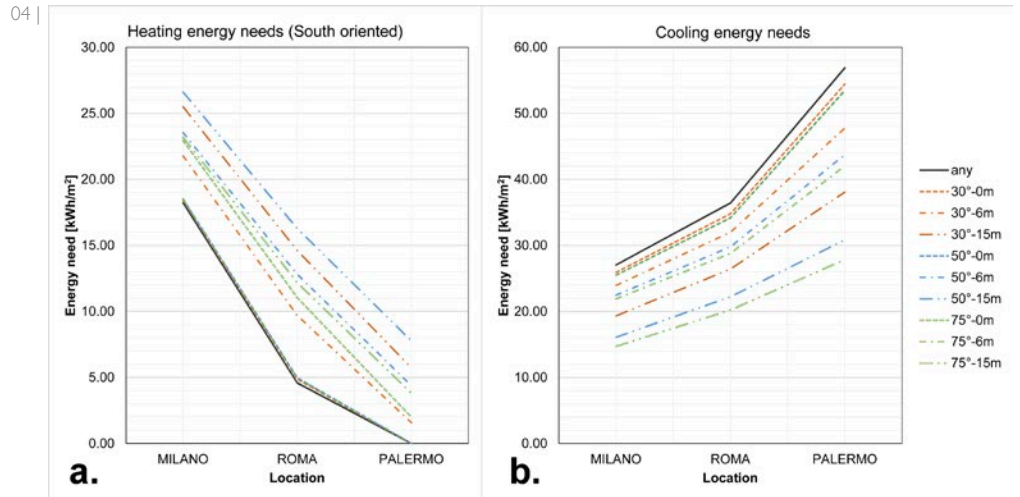 04 |
Heating energy needs (South oriented)
30.00
25.00
20.00
15.00
10.00
5.00
0.00
Energy need [kWh/m²]
MILANO ROMA PALERMO
Location
a.
Cooling energy needs
60.00
50.00
40.00
30.00
20.00
10.00
0.00
Energy need [kWh/m²]
MILANO ROMA PALERMO
Location
b.
any
30°-0m
30°-6m
30°-15m
50°-0m
50°-6m
50°-15m
75°-0m
75°-6m
75°-15m